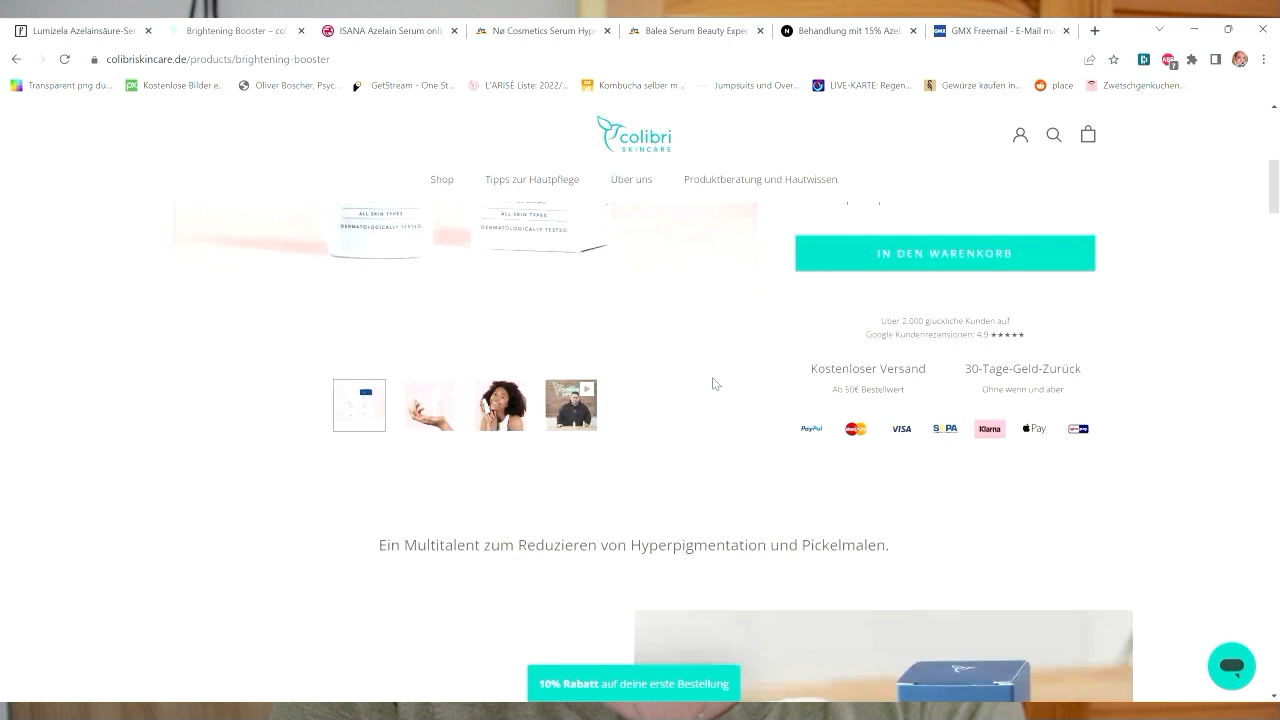 Lumizela Azelainsäure-Ser
Brightening Booster – col
ISANA Azelain Serum onlin
Nø Cosmetics Serum Hype
Balea Serum Beauty Exper
Behandlung mit 15% Azel
GMX Freemail - E-Mail ma
colibriskincare.de/products/brightening-booster
Transparent png du...
Kostenlose Bilder e...
Oliver Boscher, Psyc...
GetStream - One St...
L'ARISÉ Liste: 2022/...
Kombucha selber m...
Jumpsuits und Over...
LIVE-KARTE: Regen...
Gewürze kaufen in...
place
Zwetschgenkuchen...
colibri
SKINCARE
Shop
Tipps zur Hautpflege
Über uns
Produktberatung und Hautwissen
ALL SKIN TYPES
DERMATOLOGICALLY TESTED
ALL SKIN TYPES
DERMATOLOGICALLY TESTED
IN DEN WARENKORB
Über 2.000 glückliche Kunden auf
Google Kundenrezensionen: 4,9 ★★★★★
Kostenloser Versand
30-Tage-Geld-Zurück
Ab 50€ Bestellwert
Ohne wenn und aber
PayPal
VISA
SEPA
Klarna
Pay
Ein Multitalent zum Reduzieren von Hyperpigmentation und Pickelmalen.
10% Rabatt auf deine erste Bestellung